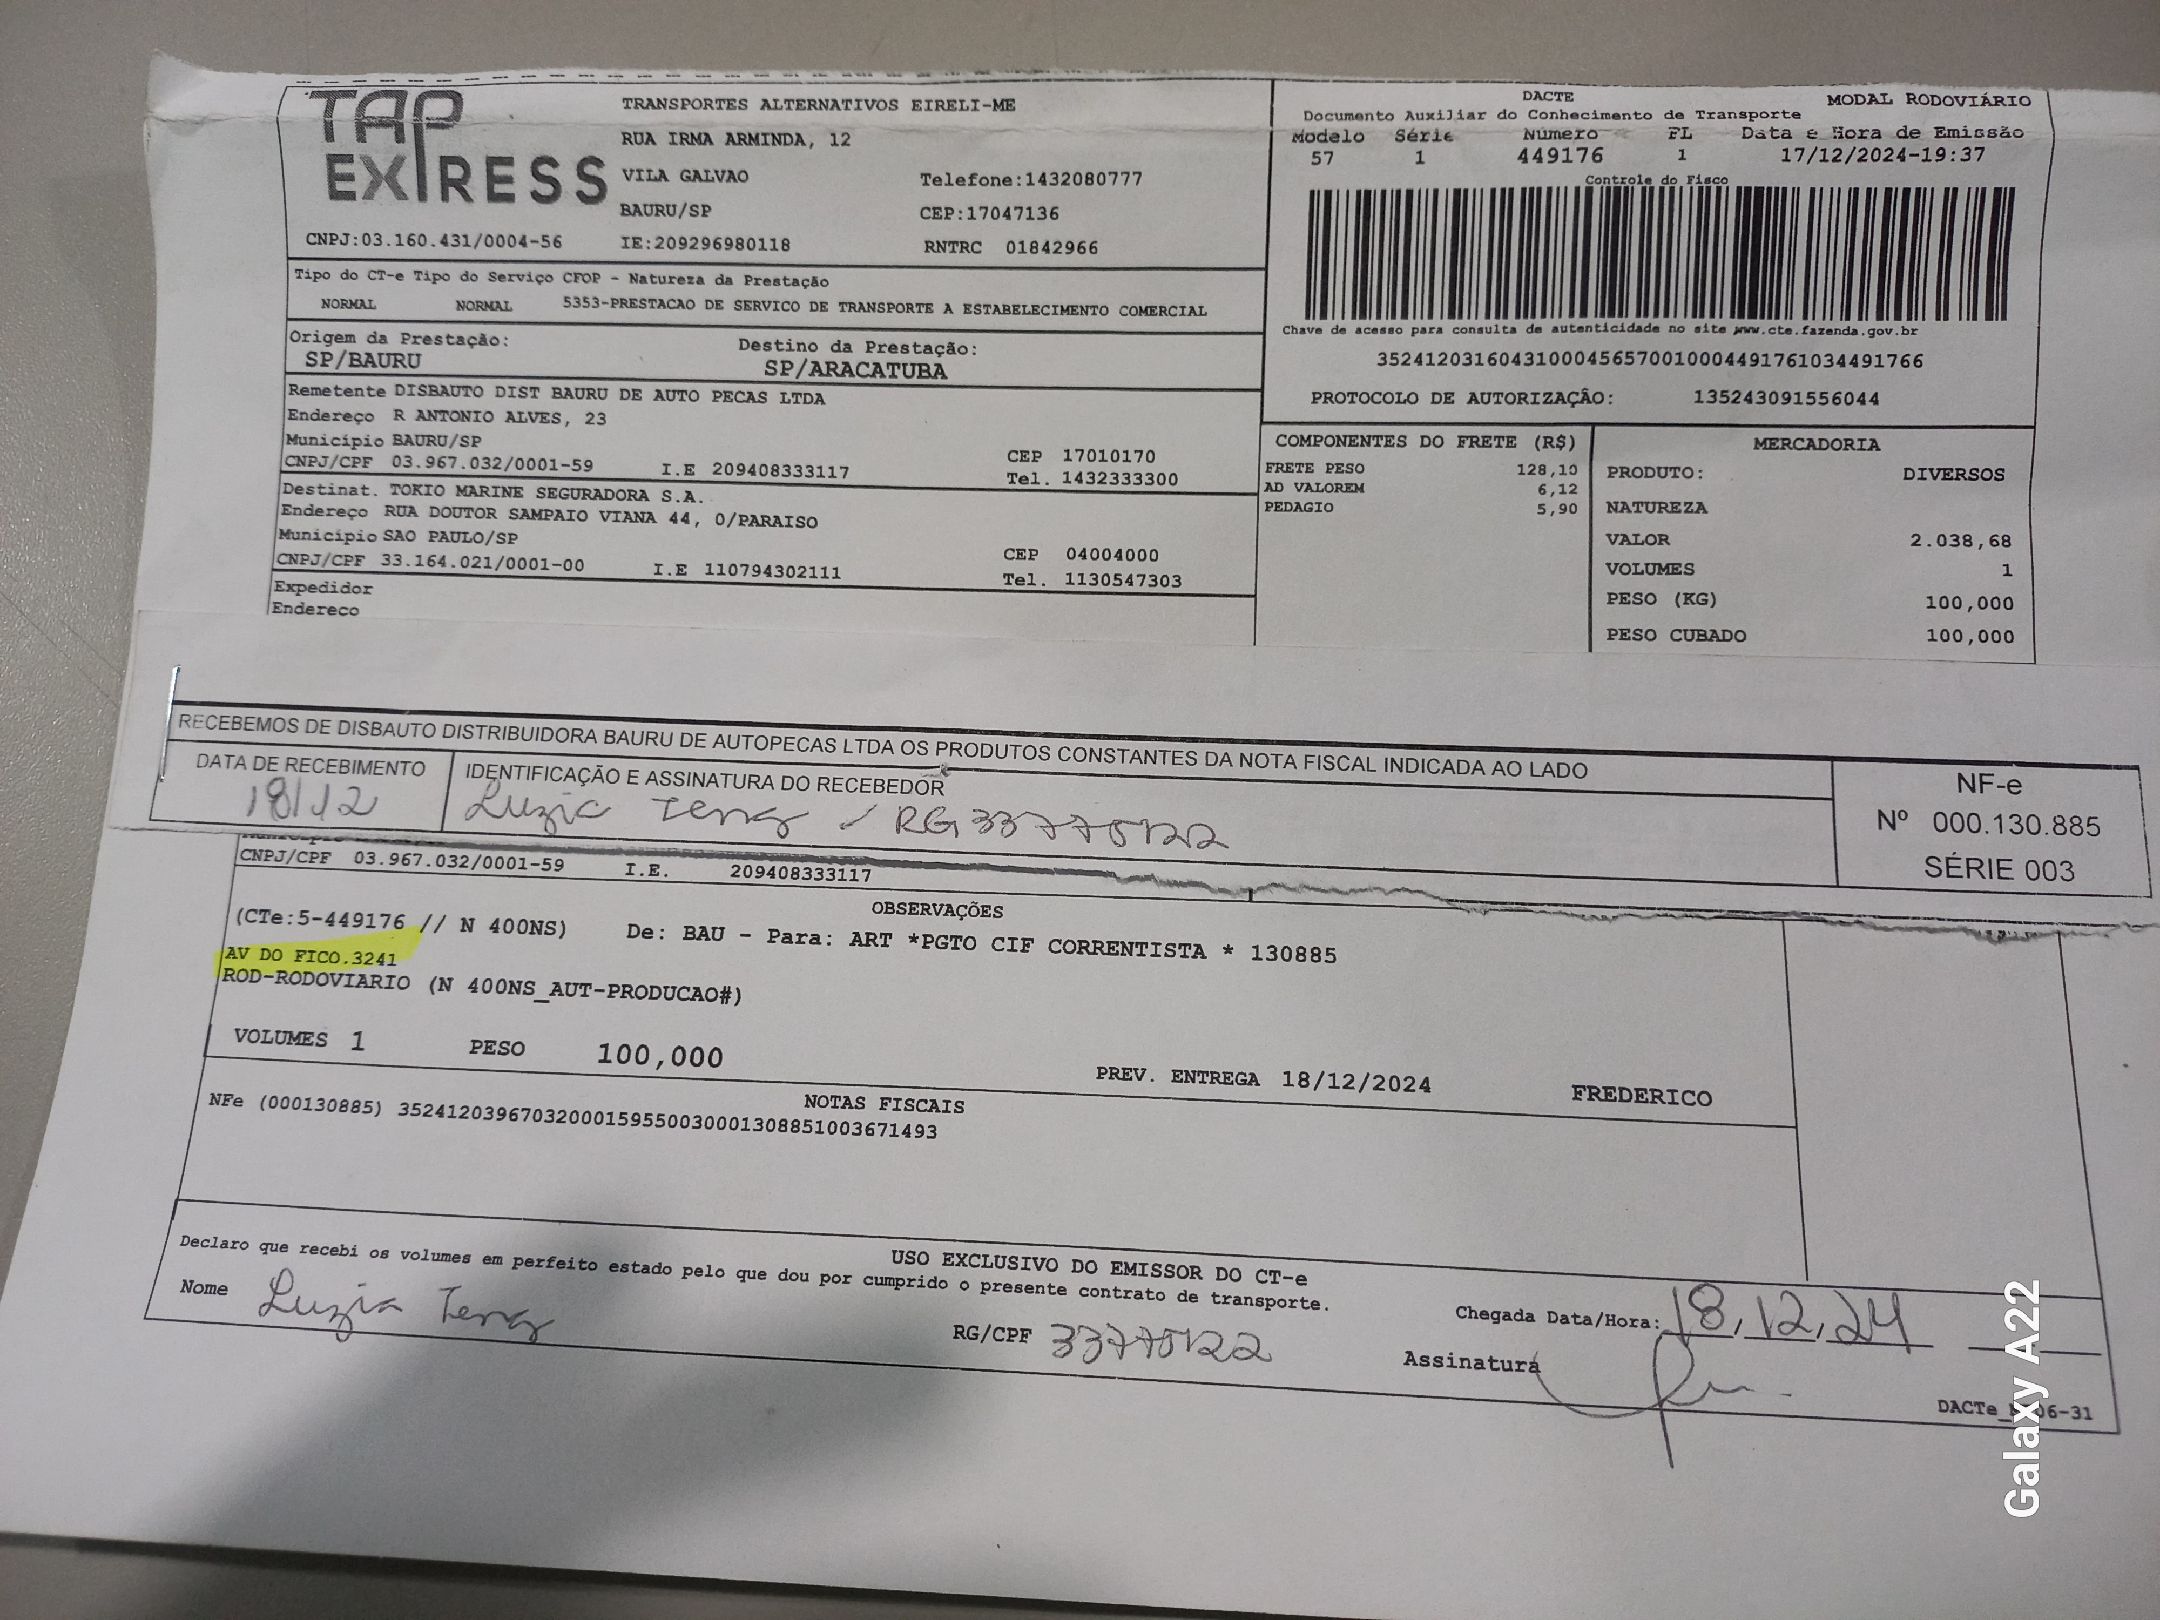 TAP EXPRESS
TRANSPORTES ALTERNATIVOS EIRELI-ME
RUA IRMA ARMINDA, 12
VILA GALVAO Telefone:1432080777
BAURU/SP CEP:17047136
CNPJ:03.160.431/0004-56 IE:209296980118 RNTRC 01842966
Tipo do CT-e Tipo do Serviço CFOP - Natureza da Prestação
NORMAL NORMAL 5353-PRESTACAO DE SERVICO DE TRANSPORTE A ESTABELECIMENTO COMERCIAL
Origem da Prestação: Destino da Prestação:
SP/BAURU SP/ARACATUBA
Remetente DISBAUTO DIST BAURU DE AUTO PECAS LTDA
Endereço R ANTONIO ALVES, 23
Município BAURU/SP CEP 17010170
CNPJ/CPF 03.967.032/0001-59 I.E 209408333117 Tel. 1432333300
Destinat. TOKIO MARINE SEGURADORA S.A.
Endereço RUA DOUTOR SAMPAIO VIANA 44, 0/PARAISO
Município SAO PAULO/SP CEP 04004000
CNPJ/CPF 33.164.021/0001-00 I.E 110794302111 Tel. 1130547303
Expedidor
Endereco
DACTE MODAL RODOVIÁRIO
Documento Auxiliar do Conhecimento de Transporte
Modelo Série Número FL Data e Hora de Emissão
57 1 449176 1 17/12/2024-19:37
Controle do Fisco
Chave de acesso para consulta de autenticidade no site www.cte.fazenda.gov.br
35241203160431000456570010004491761034491766
PROTOCOLO DE AUTORIZAÇÃO: 135243091556044
COMPONENTES DO FRETE (R$)
FRETE PESO 128,10
AD VALOREM 6,12
PEDAGIO 5,90
MERCADORIA
PRODUTO: DIVERSOS
NATUREZA
VALOR 2.038,68
VOLUMES 1
PESO (KG) 100,000
PESO CUBADO 100,000
RECEBEMOS DE DISBAUTO DISTRIBUIDORA BAURU DE AUTOPECAS LTDA OS PRODUTOS CONSTANTES DA NOTA FISCAL INDICADA AO LADO
DATA DE RECEBIMENTO IDENTIFICAÇÃO E ASSINATURA DO RECEBEDOR
18/12 Luzia RG 33770122
NF-e
Nº 000.130.885
SÉRIE 003
CNPJ/CPF 03.967.032/0001-59 I.E. 209408333117
OBSERVAÇÕES
(CTe:5-449176 // N 400NS) De: BAU - Para: ART *PGTO CIF CORRENTISTA * 130885
AV DO FICO.3241
ROD-RODOVIARIO (N 400NS_AUT-PRODUCAO#)
VOLUMES 1 PESO 100,000 PREV. ENTREGA 18/12/2024 FREDERICO
NOTAS FISCAIS
NFe (000130885) 35241203967032000159550030001308851003671493
USO EXCLUSIVO DO EMISSOR DO CT-e
Declaro que recebi os volumes em perfeito estado pelo que dou por cumprido o presente contrato de transporte.
Nome Luzia RG/CPF 33770122 Chegada Data/Hora: 18,12,24
Assinatura
Galaxy A22